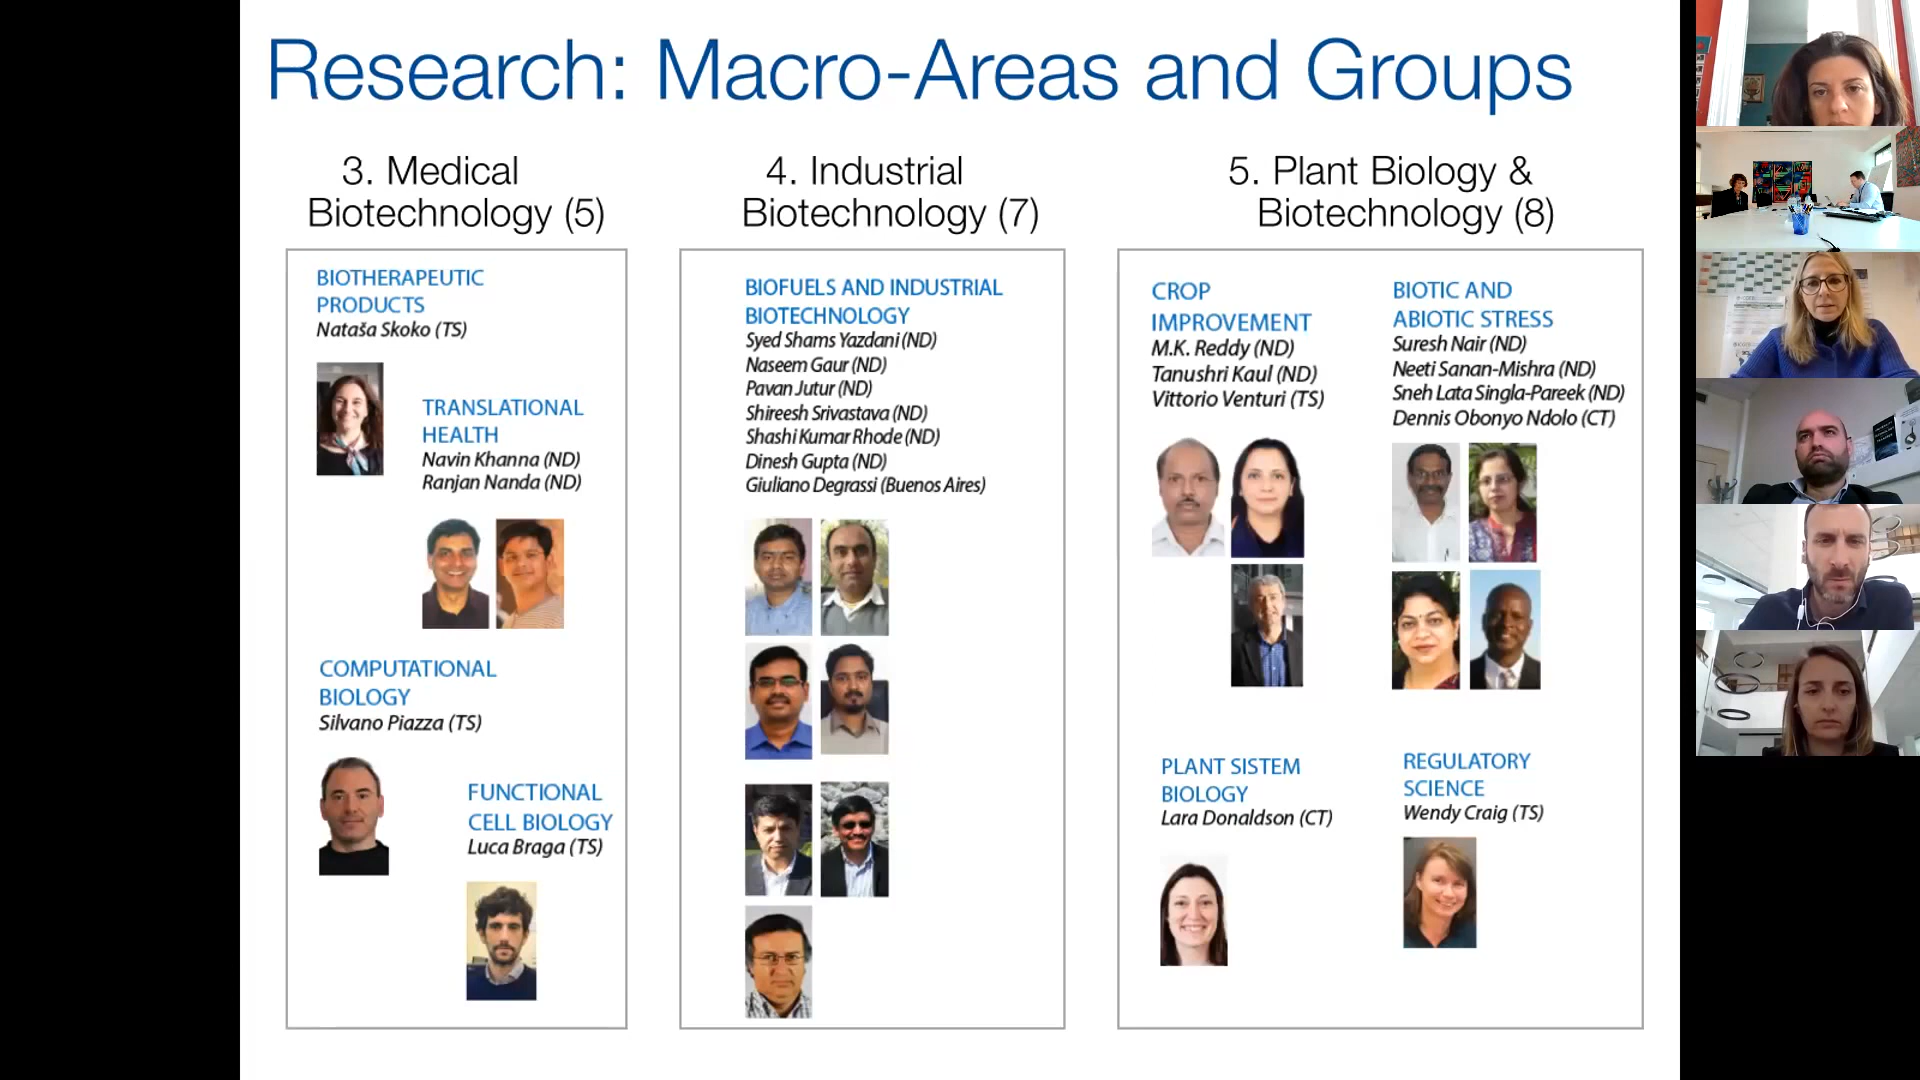 Research: Macro-Areas and Groups
3. Medical
Biotechnology (5)
BIOTHERAPEUTIC
PRODUCTS
Nataša Skoko (TS)
TRANSLATIONAL
HEALTH
Navin Khanna (ND)
Ranjan Nanda (ND)
COMPUTATIONAL
BIOLOGY
Silvano Piazza (TS)
FUNCTIONAL
CELL BIOLOGY
Luca Braga (TS)
4. Industrial
Biotechnology (7)
BIOFUELS AND INDUSTRIAL
BIOTECHNOLOGY
Syed Shams Yazdani (ND)
Naseem Gaur (ND)
Pavan Jutur (ND)
Shireesh Srivastava (ND)
Shashi Kumar Rhode (ND)
Dinesh Gupta (ND)
Giuliano Degrassi (Buenos Aires)
5. Plant Biology &
Biotechnology (8)
CROP
IMPROVEMENT
M.K. Reddy (ND)
Tanushri Kaul (ND)
Vittorio Venturi (TS)
BIOTIC AND
ABIOTIC STRESS
Suresh Nair (ND)
Neeti Sanan-Mishra (ND)
Sneh Lata Singla-Pareek (ND)
Dennis Obonyo Ndolo (CT)
PLANT SISTEM
BIOLOGY
Lara Donaldson (CT)
REGULATORY
SCIENCE
Wendy Craig (TS)